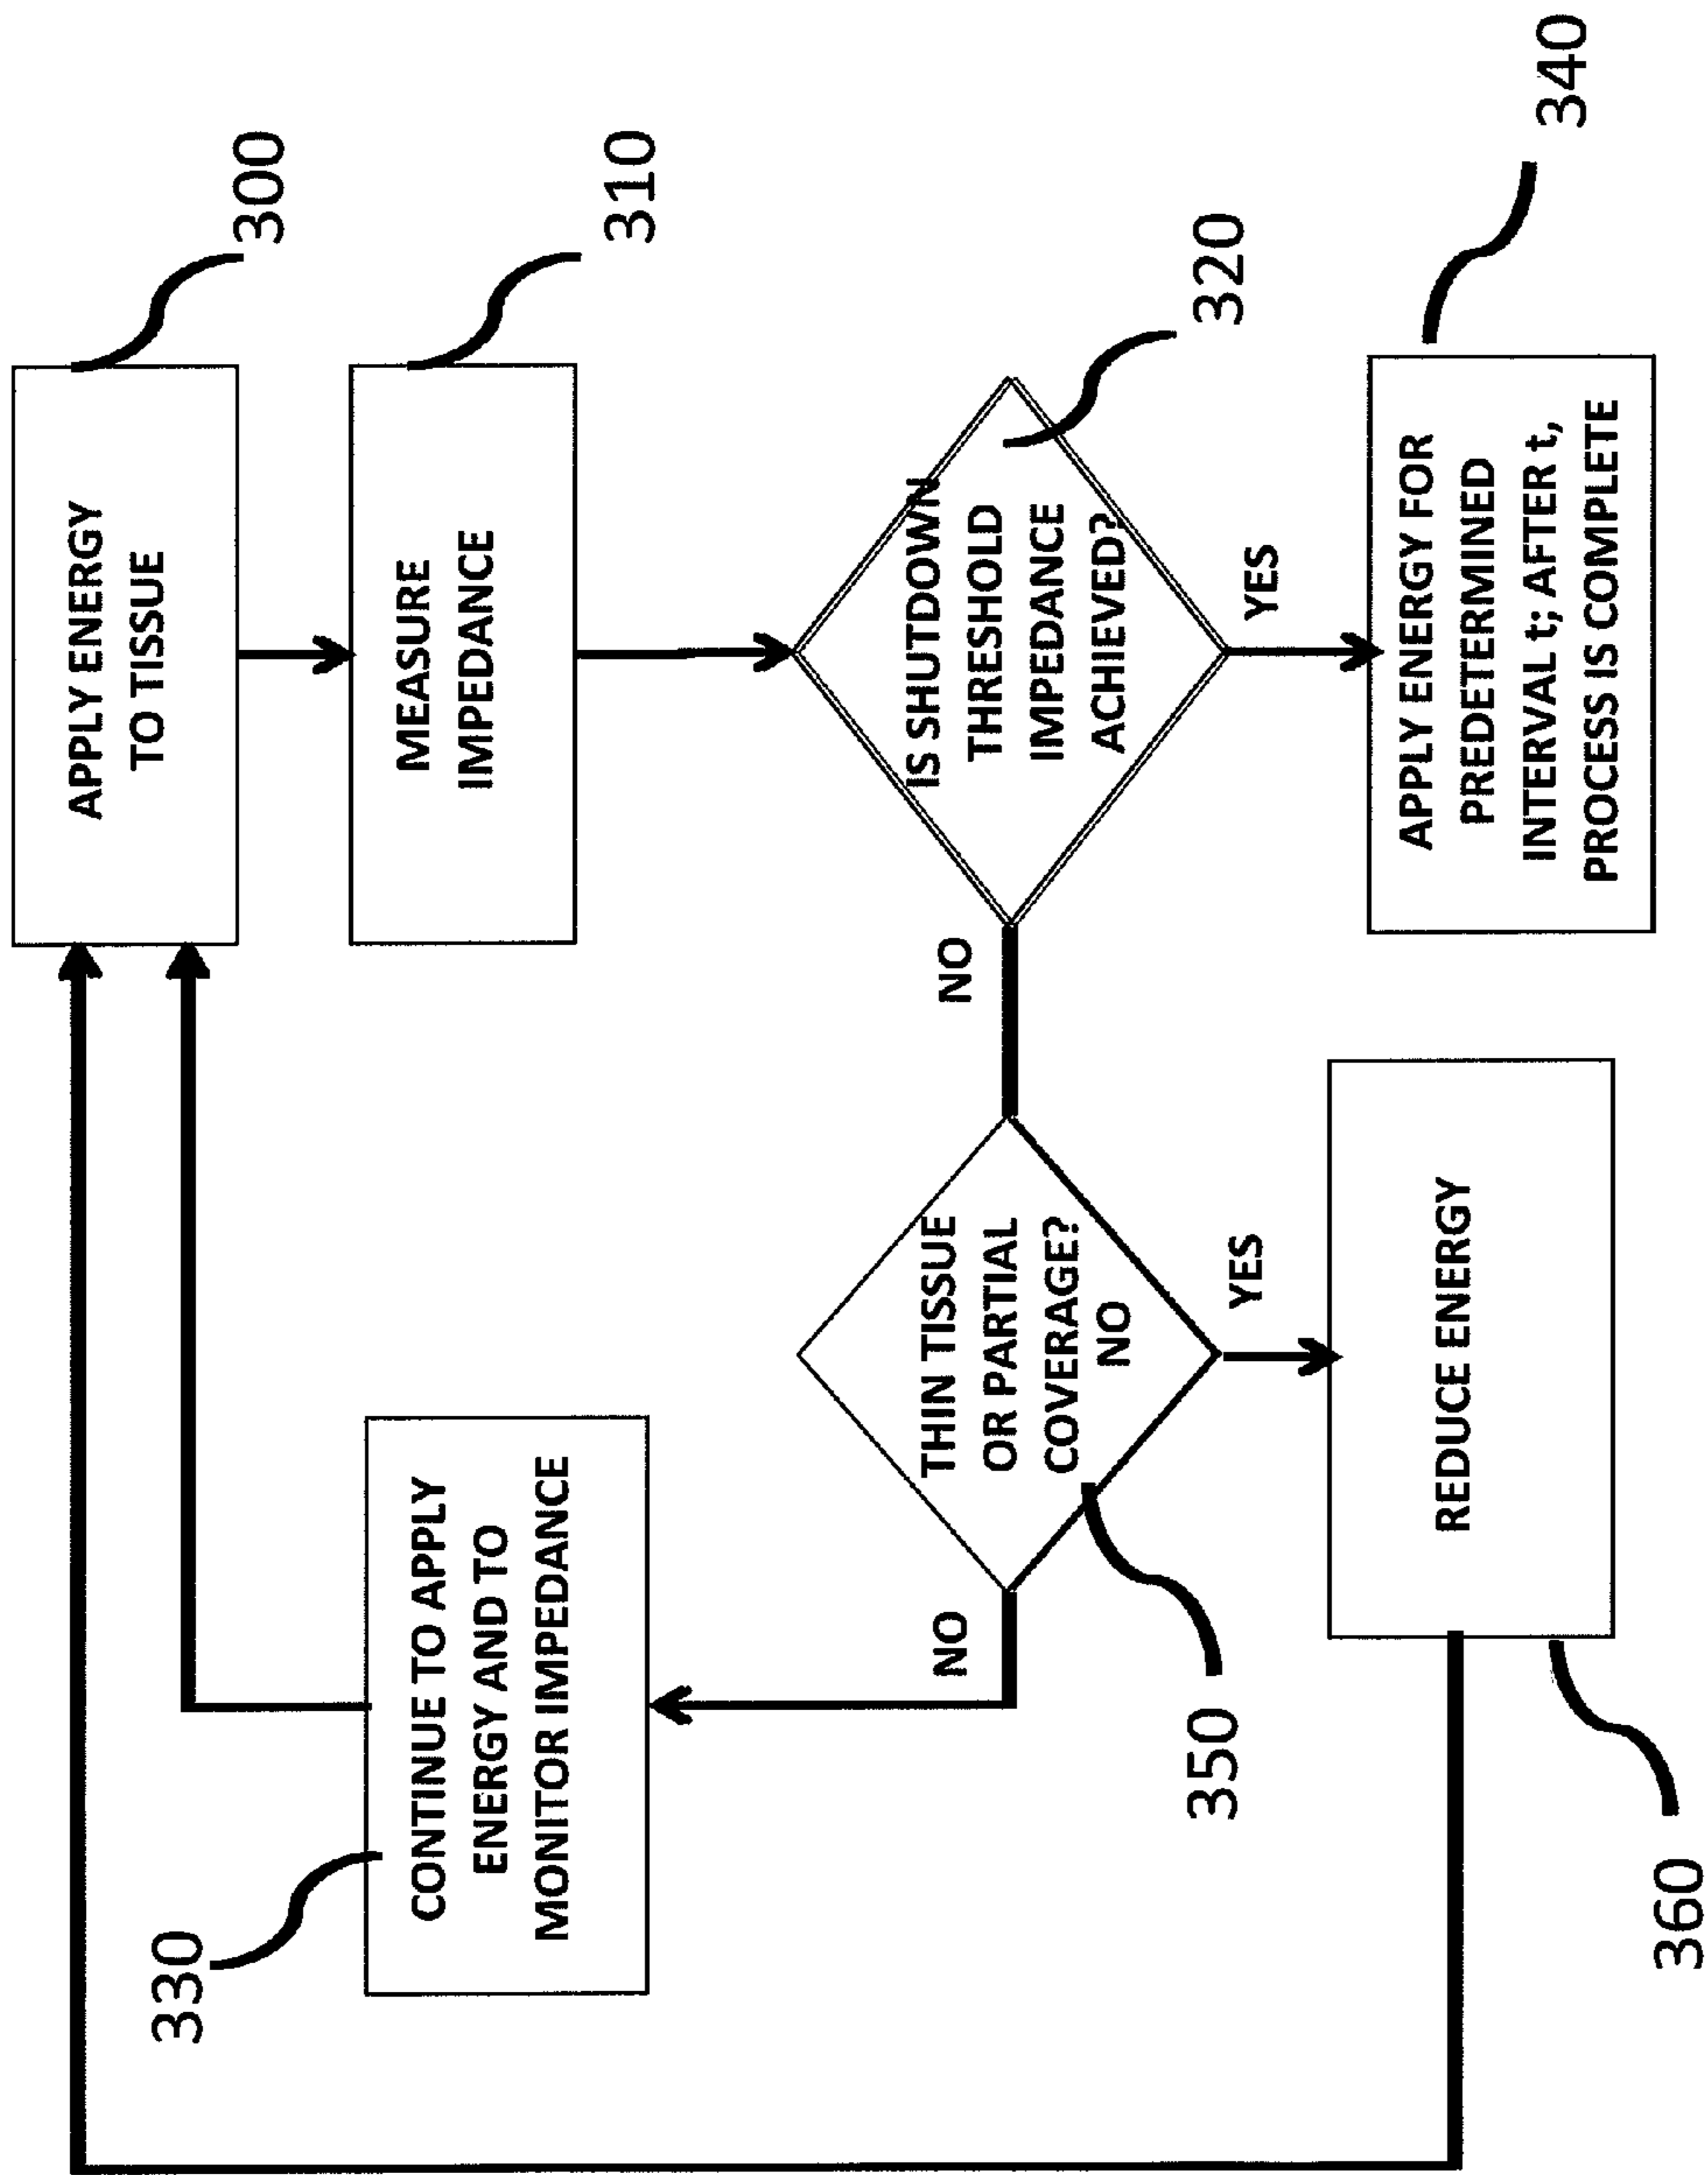 300
APPLY ENERGY
TO TISSUE
310
MEASURE
IMPEDANCE
330
CONTINUE TO APPLY
ENERGY AND TO
MONITOR IMPEDANCE
NO
NO
THIN TISSUE
OR PARTIAL
COVERAGE?
NO
350
IS SHUTDOWN
THRESHOLD
IMPEDANCE
ACHIEVED?
320
YES
YES
REDUCE ENERGY
360
APPLY ENERGY FOR
PREDETERMINED
INTERVAL t; AFTER t,
PROCESS IS COMPLETE
340